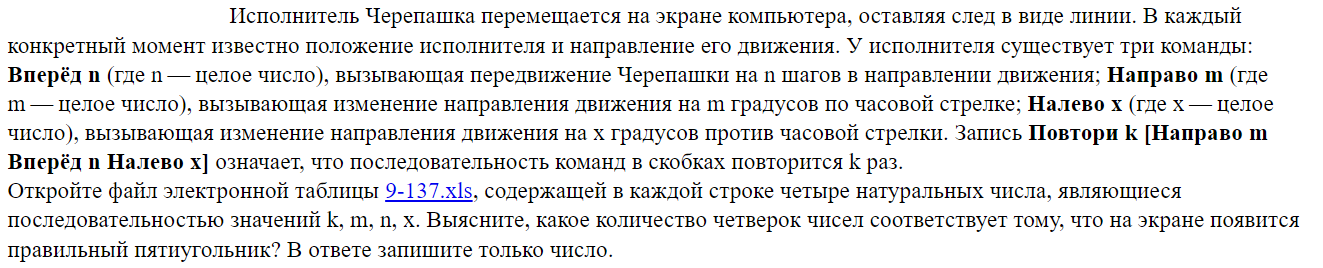 Исполнитель Черепашка перемещается на экране компьютера, оставляя след в виде линии. В каждый
конкретный момент известно положение исполнителя и направление его движения. У исполнителя существует три команды:
Вперёд n (где n — целое число), вызывающая передвижение Черепашки на n шагов в направлении движения; Направо m (где
m — целое число), вызывающая изменение направления движения на m градусов по часовой стрелке; Налево x (где x — целое
число), вызывающая изменение направления движения на x градусов против часовой стрелки. Запись Повтори k [Направо m
Вперёд n Налево x] означает, что последовательность команд в скобках повторится k раз.
Откройте файл электронной таблицы 9-137.xls, содержащей в каждой строке четыре натуральных числа, являющиеся
последовательностью значений k, m, n, x. Выясните, какое количество четверок чисел соответствует тому, что на экране появится
правильный пятиугольник? В ответе запишите только число.